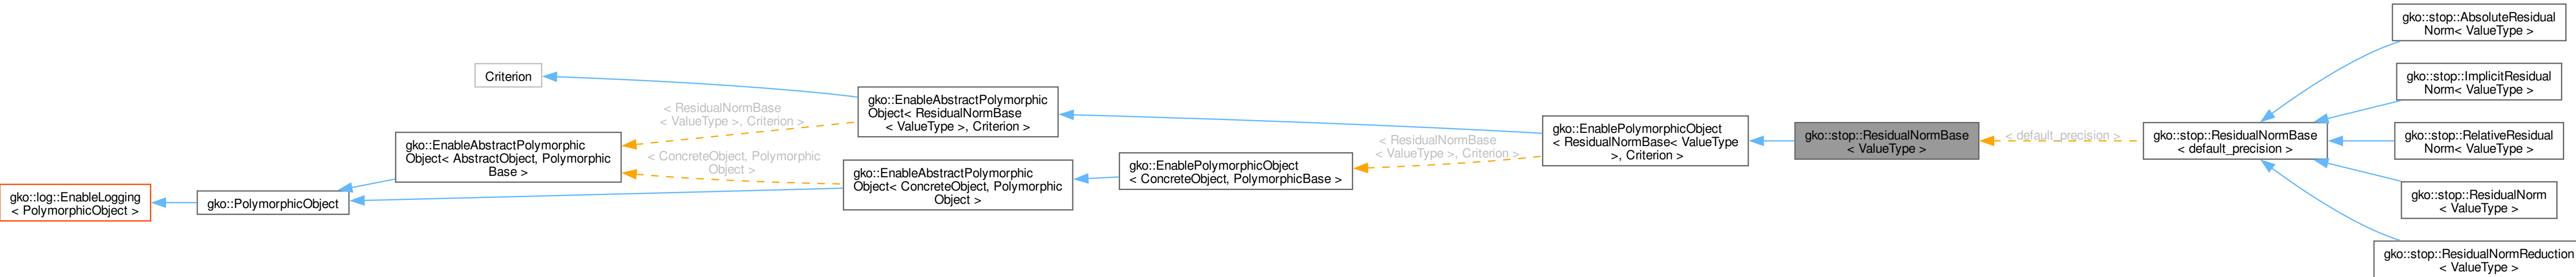 gko::log::EnableLogging
< PolymorphicObject >
gko::PolymorphicObject
gko::EnableAbstractPolymorphic
Object< AbstractObject, Polymorphic
Base >
Criterion
< ResidualNormBase
< ValueType >, Criterion >
< ConcreteObject, Polymorphic
Object >
gko::EnableAbstractPolymorphic
Object< ResidualNormBase
< ValueType >, Criterion >
gko::EnableAbstractPolymorphic
Object< ConcreteObject, Polymorphic
Object >
gko::EnablePolymorphicObject
< ConcreteObject, PolymorphicBase >
< ResidualNormBase
< ValueType >, Criterion >
gko::EnablePolymorphicObject
< ResidualNormBase< ValueType
>, Criterion >
gko::stop::ResidualNormBase
< ValueType >
< default_precision >
gko::stop::ResidualNormBase
< default_precision >
gko::stop::AbsoluteResidual
Norm< ValueType >
gko::stop::ImplicitResidual
Norm< ValueType >
gko::stop::RelativeResidual
Norm< ValueType >
gko::stop::ResidualNorm
< ValueType >
gko::stop::ResidualNormReduction
< ValueType >